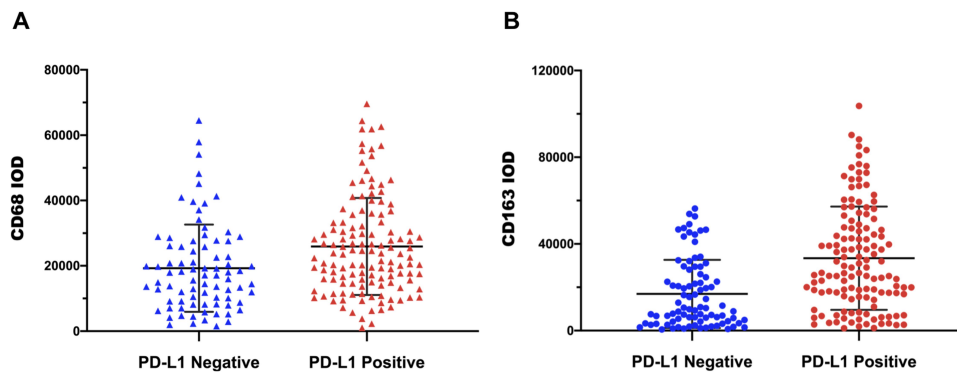 A
80000
60000
40000
20000
0
CD68 IOD
PD-L1 Negative
PD-L1 Positive
B
120000
80000
40000
0
CD163 IOD
PD-L1 Negative
PD-L1 Positive